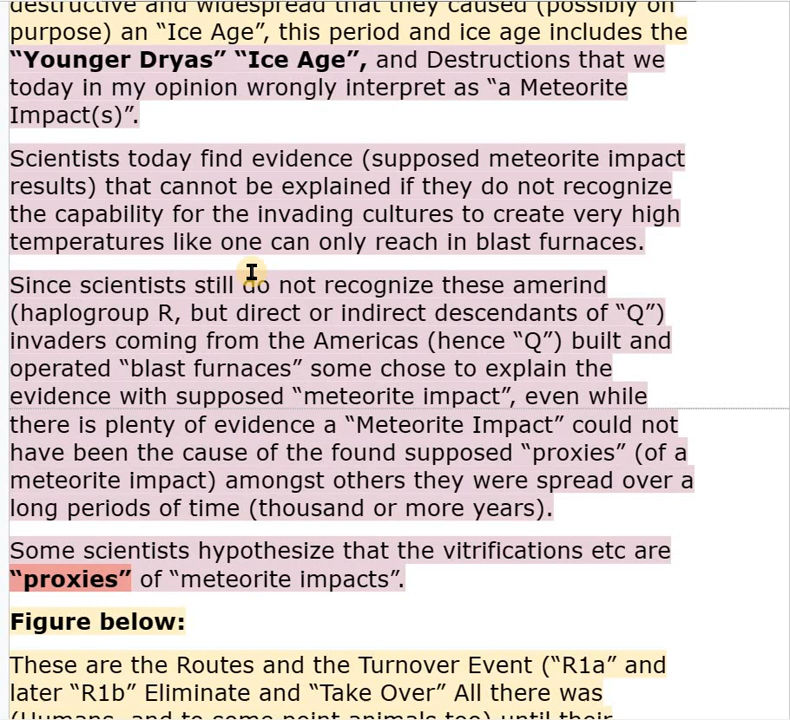 destructive and widespread that they caused (possibly on
purpose) an “Ice Age”, this period and ice age includes the
“Younger Dryas” “Ice Age”, and Destructions that we
today in my opinion wrongly interpret as “a Meteorite
Impact(s)”.
Scientists today find evidence (supposed meteorite impact
results) that cannot be explained if they do not recognize
the capability for the invading cultures to create very high
temperatures like one can only reach in blast furnaces.
Since scientists still do not recognize these amerind
(haplogroup R, but direct or indirect descendants of “Q”)
invaders coming from the Americas (hence “Q”) built and
operated “blast furnaces” some chose to explain the
evidence with supposed “meteorite impact”, even while
there is plenty of evidence a “Meteorite Impact” could not
have been the cause of the found supposed “proxies” (of a
meteorite impact) amongst others they were spread over a
long periods of time (thousand or more years).
Some scientists hypothesize that the vitrifications etc are
“proxies” of “meteorite impacts”.
Figure below:
These are the Routes and the Turnover Event (“R1a” and
later “R1b” Eliminate and “Take Over” All there was
(Humans, and to some point animals too) until their